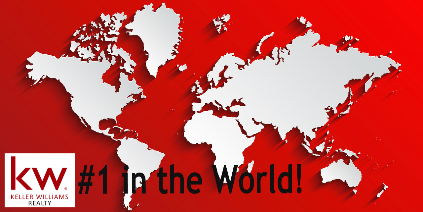 kw®
KELLER WILLIAMS
REALTY
#1 in the World!